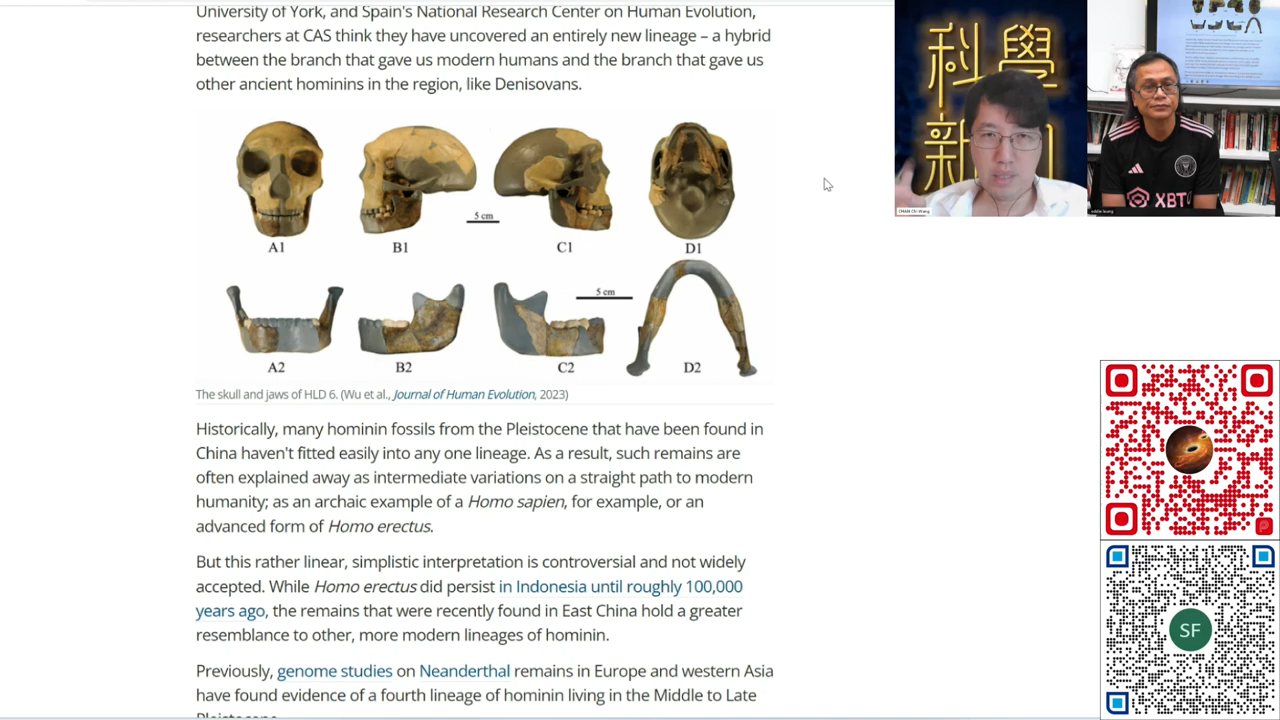 University of York, and Spain's National Research Center on Human Evolution,
researchers at CAS think they have uncovered an entirely new lineage – a hybrid
between the branch that gave us modern humans and the branch that gave us
other ancient hominins in the region, like Denisovans.
5 cm
A1
B1
C1
D1
5 cm
A2
B2
C2
D2
The skull and jaws of HLD 6. (Wu et al., Journal of Human Evolution, 2023)
Historically, many hominin fossils from the Pleistocene that have been found in
China haven't fitted easily into any one lineage. As a result, such remains are
often explained away as intermediate variations on a straight path to modern
humanity; as an archaic example of a Homo sapien, for example, or an
advanced form of Homo erectus.
But this rather linear, simplistic interpretation is controversial and not widely
accepted. While Homo erectus did persist in Indonesia until roughly 100,000
years ago, the remains that were recently found in East China hold a greater
resemblance to other, more modern lineages of hominin.
Previously, genome studies on Neanderthal remains in Europe and western Asia
have found evidence of a fourth lineage of hominin living in the Middle to Late
Pleistocene.
科學
新
CHAN Chi Wang
eddie leung
XBT
SF